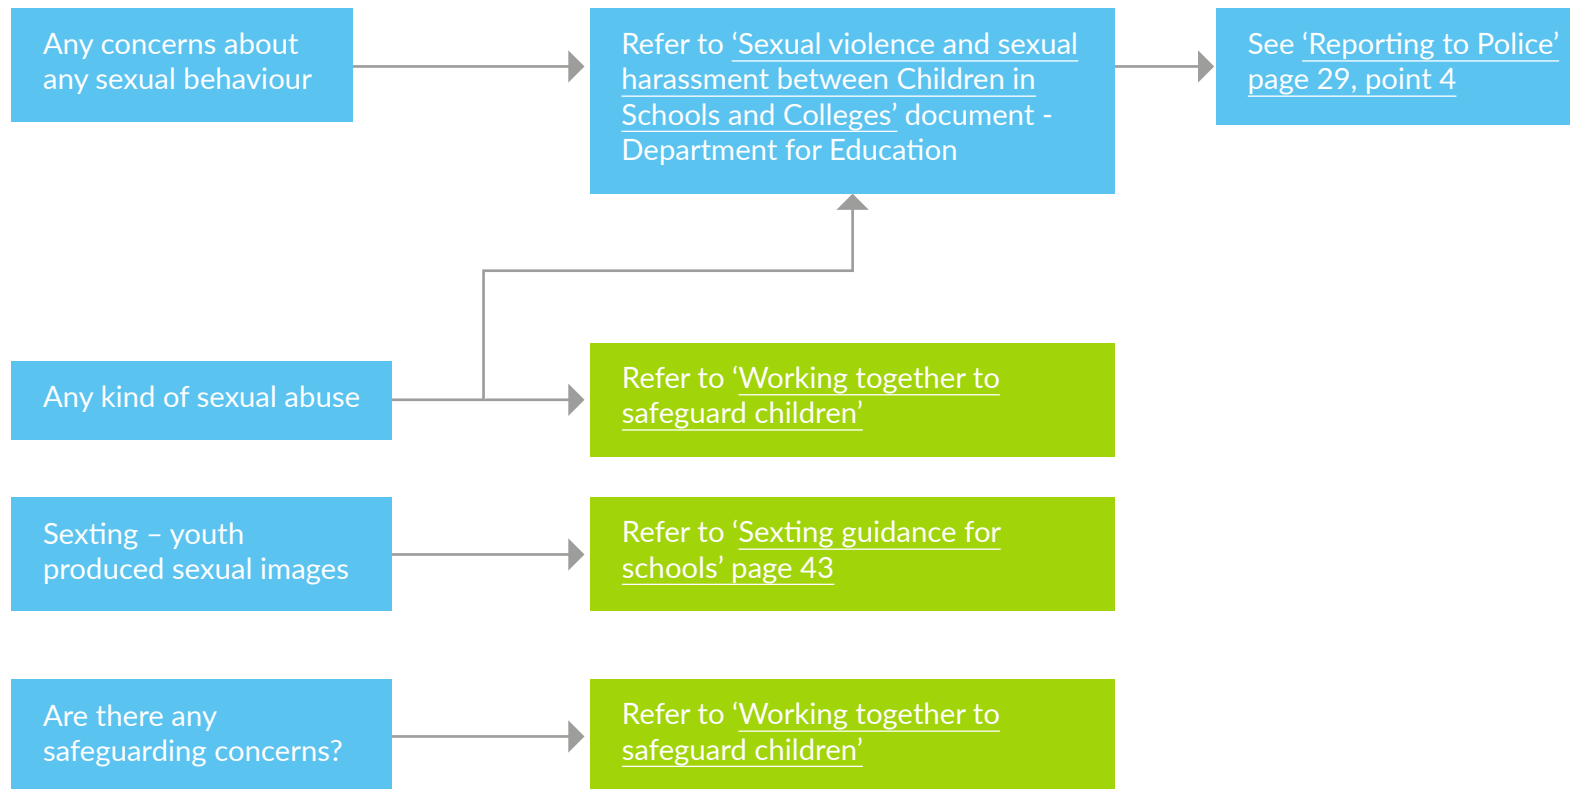 Any concerns about
any sexual behaviour
Refer to ‘Sexual violence and sexual
harassment between Children in
Schools and Colleges’ document -
Department for Education
See ‘Reporting to Police’
page 29, point 4
Any kind of sexual abuse
Refer to ‘Working together to
safeguard children’
Sexting – youth
produced sexual images
Refer to ‘Sexting guidance for
schools’ page 43
Are there any
safeguarding concerns?
Refer to ‘Working together to
safeguard children’